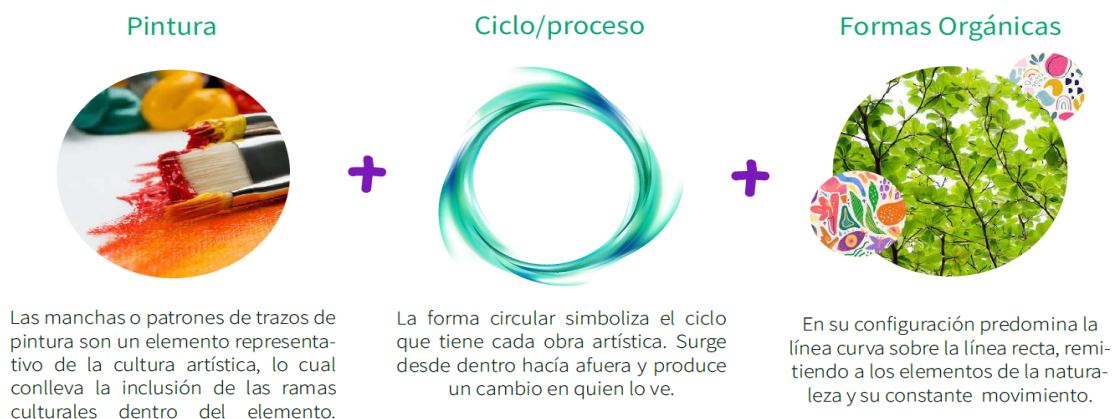 Pintura
Las manchas o patrones de trazos de
pintura son un elemento representa-
tivo de la cultura artística, lo cual
conlleva la inclusión de las ramas
culturales dentro del elemento.
Ciclo/proceso
La forma circular simboliza el ciclo
que tiene cada obra artística. Surge
desde dentro hacía afuera y produce
un cambio en quien lo ve.
Formas Orgánicas
En su configuración predomina la
línea curva sobre la línea recta, remi-
tiendo a los elementos de la natura-
leza y su constante movimiento.